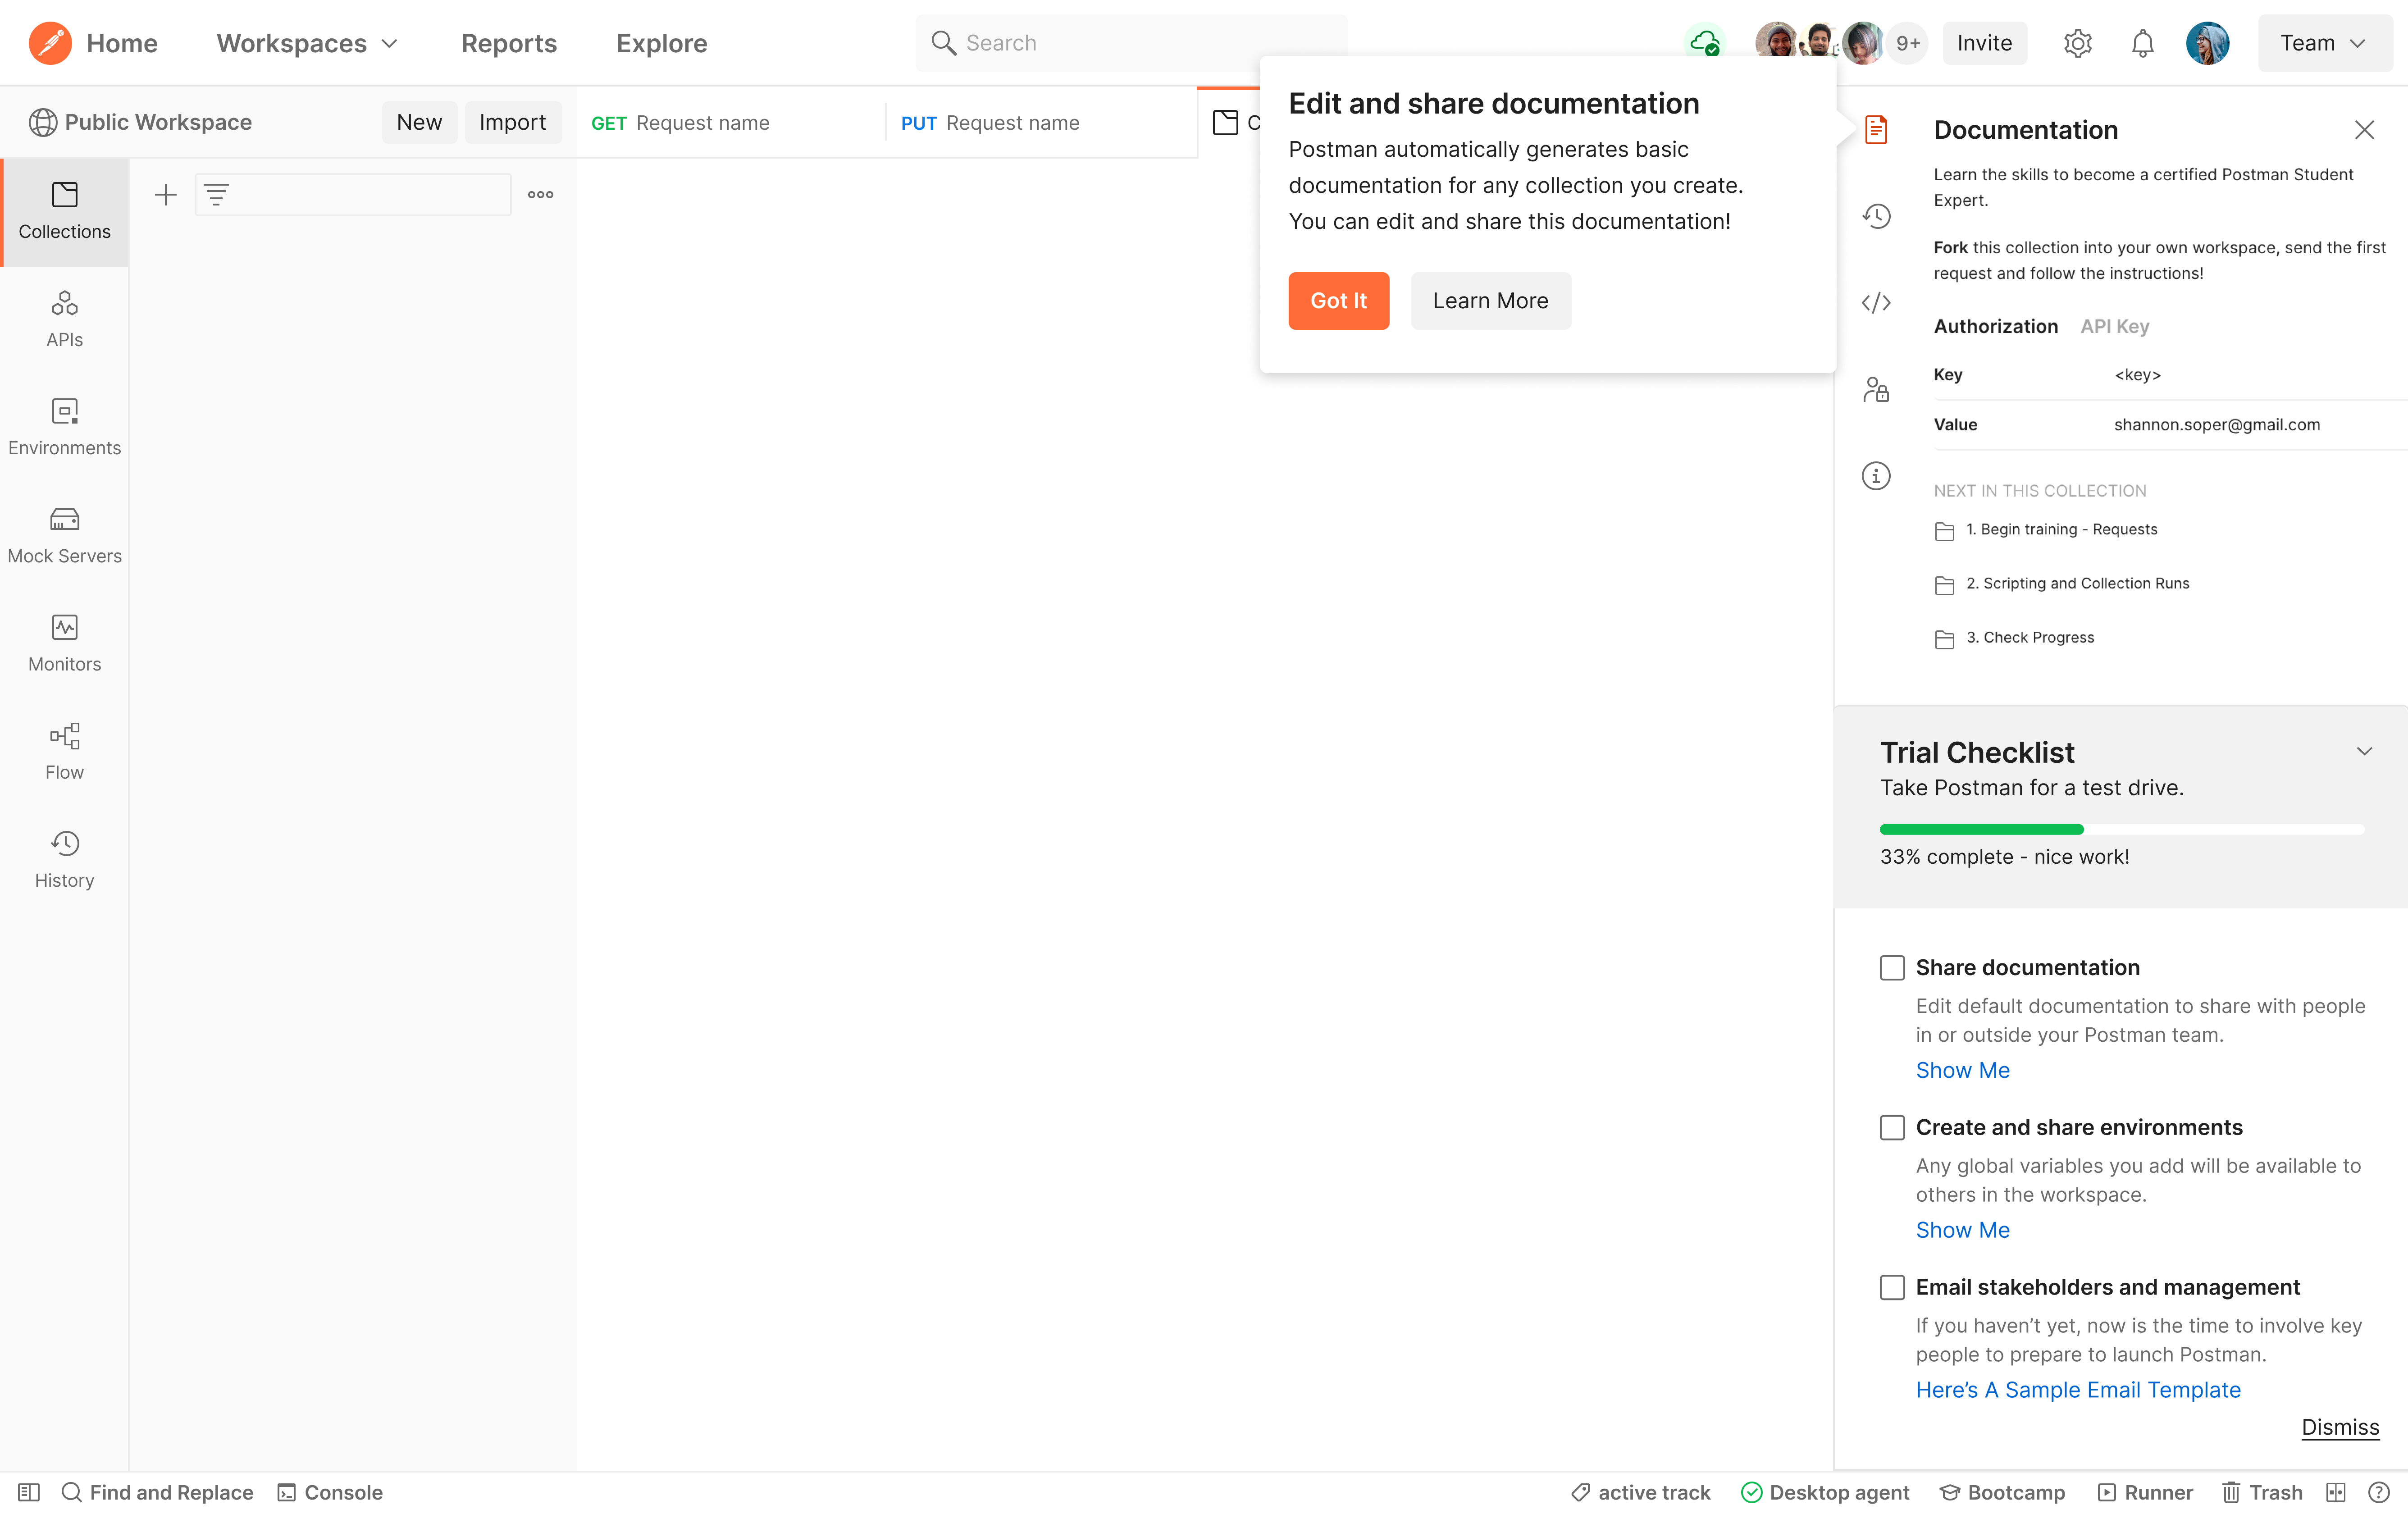 Home
Workspaces
Reports
Explore
Search
9+
Invite
Team
Public Workspace
New
Import
GET Request name
PUT Request name
C
Edit and share documentation
Postman automatically generates basic
documentation for any collection you create.
You can edit and share this documentation!
Got It
Learn More
Collections
APIs
Environments
Mock Servers
Monitors
Flow
History
Documentation
Learn the skills to become a certified Postman Student
Expert.
Fork this collection into your own workspace, send the first
request and follow the instructions!
Authorization API Key
Key <key>
Value shannon.soper@gmail.com
NEXT IN THIS COLLECTION
1. Begin training - Requests
2. Scripting and Collection Runs
3. Check Progress
Trial Checklist
Take Postman for a test drive.
33% complete - nice work!
Share documentation
Edit default documentation to share with people
in or outside your Postman team.
Show Me
Create and share environments
Any global variables you add will be available to
others in the workspace.
Show Me
Email stakeholders and management
If you haven’t yet, now is the time to involve key
people to prepare to launch Postman.
Here’s A Sample Email Template
Dismiss
Find and Replace
Console
active track
Desktop agent
Bootcamp
Runner
Trash